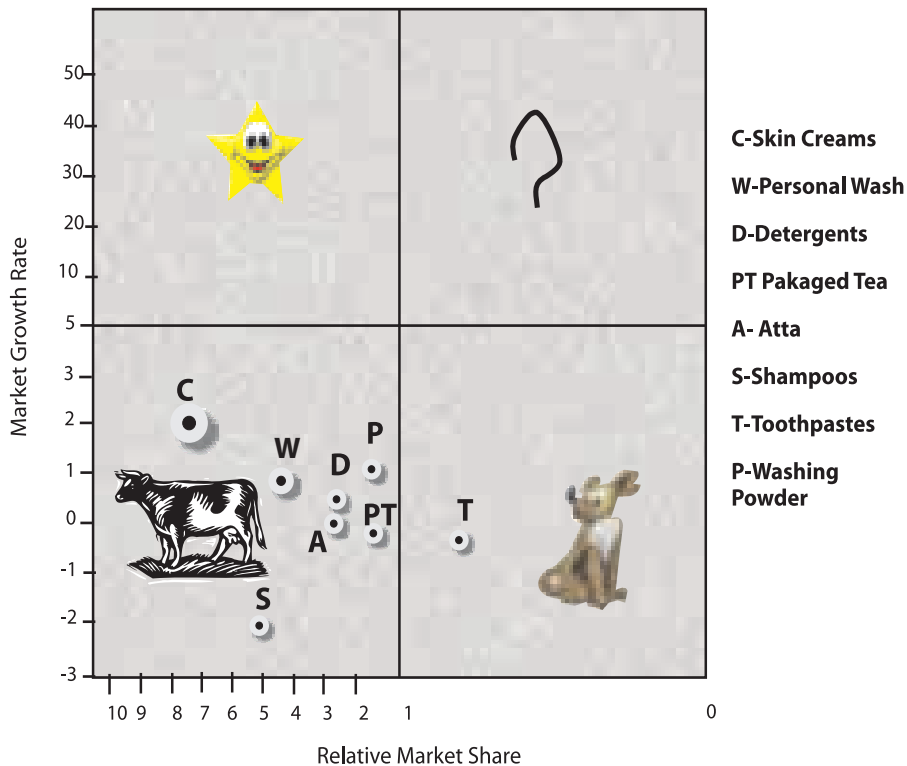 50
40
30
20
10
5
3
2
1
0
-1
-2
-3
Market Growth Rate
C
W
P
D
PT
A
S
T
10 9 8 7 6 5 4 3 2 1 0
Relative Market Share
C-Skin Creams
W-Personal Wash
D-Detergents
PT Pakaged Tea
A- Atta
S-Shampoos
T-Toothpastes
P-Washing
Powder